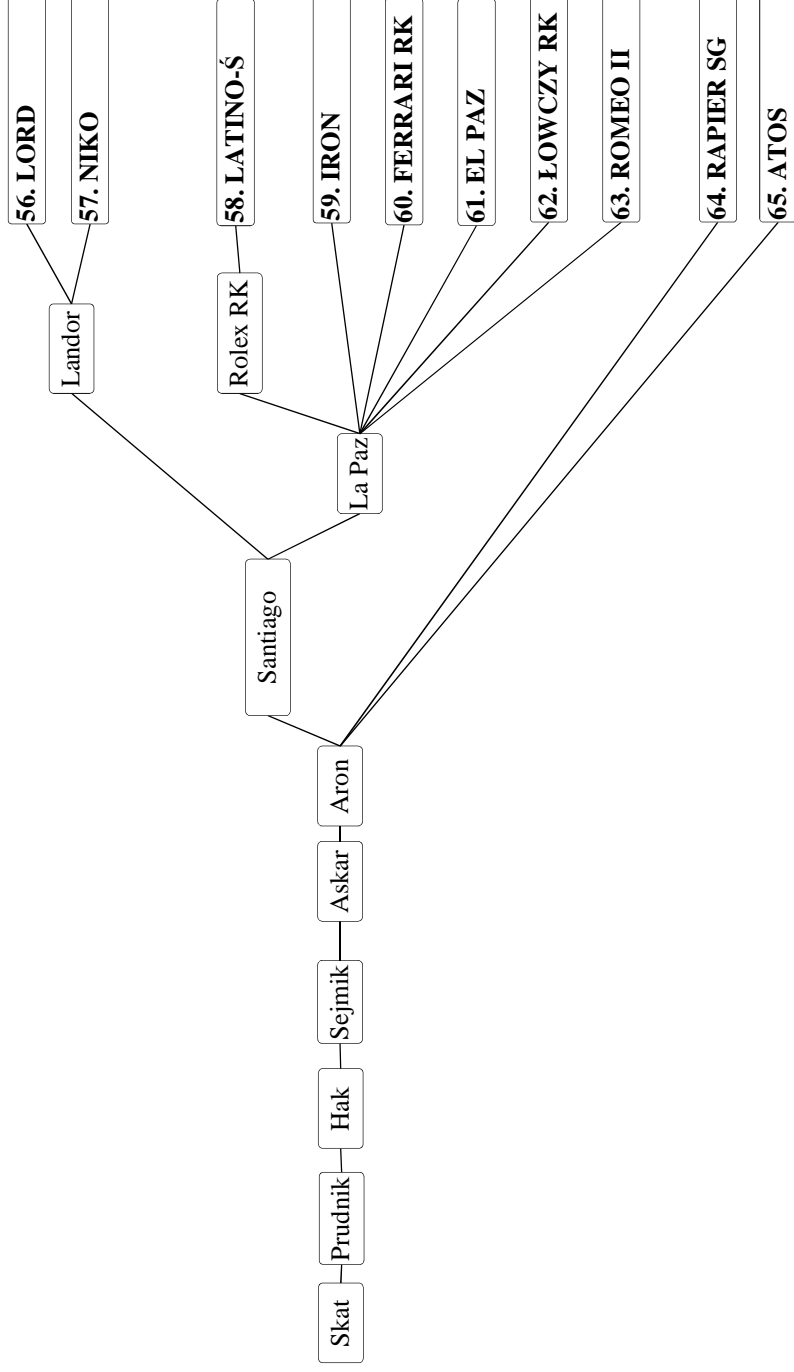 56. LORD
57. NIKO
Landor
58. LATINO-Ś
Rolex RK
59. IRON
60. FERRARI RK
61. EL PAZ
62. ŁOWCZY RK
63. ROMEO II
La Paz
Santiago
64. RAPIER SG
65. ATOS
Aron
Askar
Sejmik
Hak
Prudnik
Skat